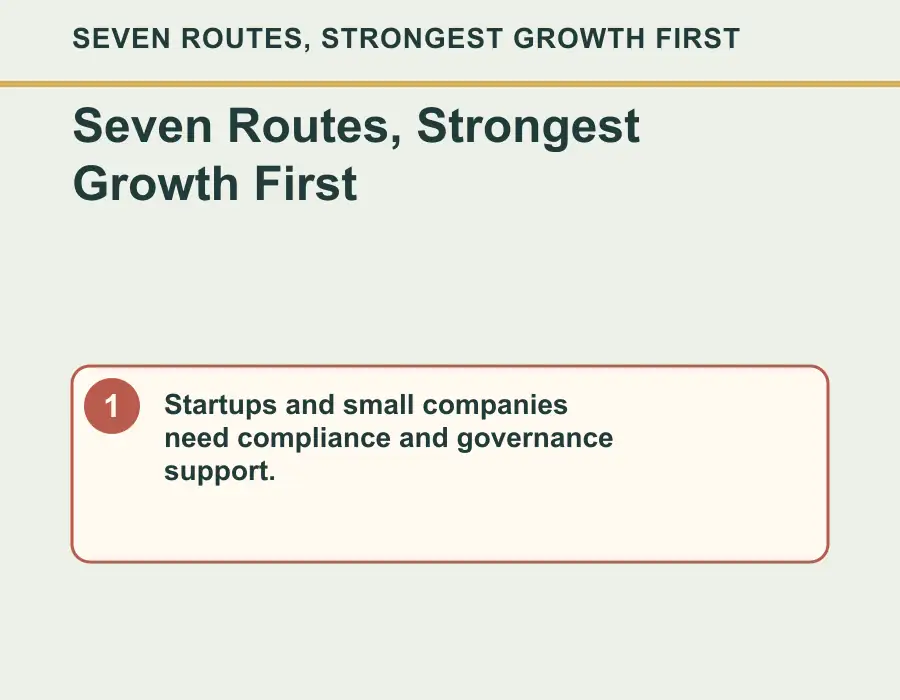 SEVEN ROUTES, STRONGEST GROWTH FIRST
Seven Routes, Strongest
Growth First
1
Startups and small companies
need compliance and governance
support.